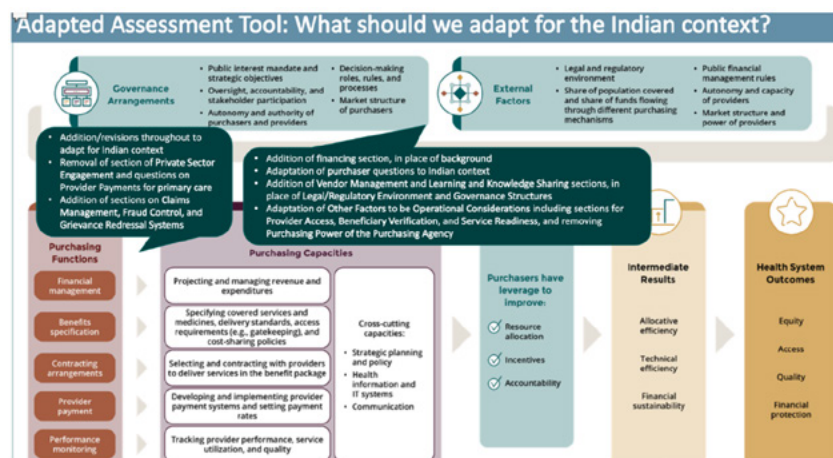 Adapted Assessment Tool: What should we adapt for the Indian context?
Governance
Arrangements
• Public interest mandate and
strategic objectives
• Oversight, accountability, and
stakeholder participation
• Autonomy and authority of
purchasers and providers
• Decision-making
roles, rules, and
processes
• Market structure
of purchasers
External
Factors
• Legal and regulatory
environment
• Share of population covered
and share of funds flowing
through different purchasing
mechanisms
• Public financial
management rules
• Autonomy and capacity
of providers
• Market structure and
power of providers
• Addition/revisions throughout to
adapt for Indian context
• Removal of section of Private Sector
Engagement and questions on
Provider Payments for primary care
• Addition of sections on Claims
Management, Fraud Control, and
Grievance Redressal Systems
• Addition of financing section, in place of background
• Adaptation of purchaser questions to Indian context
• Addition of Vendor Management and Learning and Knowledge Sharing sections, in
place of Legal/Regulatory Environment and Governance Structures
• Adaptation of Other Factors to be Operational Considerations including sections for
Provider Access, Beneficiary Verification, and Service Readiness, and removing
Purchasing Power of the Purchasing Agency
Purchasing
Functions
Financial
management
Benefits
specification
Contracting
arrangements
Provider
payment
Performance
monitoring
Purchasing Capacities
Projecting and managing revenue and
expenditures
Specifying covered services and
medicines, delivery standards, access
requirements (e.g., gatekeeping), and
cost-sharing policies
Selecting and contracting with providers
to deliver services in the benefit package
Developing and implementing provider
payment systems and setting payment
rates
Tracking provider performance, service
utilization, and quality
Cross-cutting
capacities:
• Strategic planning
and policy
• Health
information and
IT systems
• Communication
Purchasers have
leverage to
improve:
Resource
allocation
Incentives
Accountability
Intermediate
Results
Allocative
efficiency
Technical
efficiency
Financial
sustainability
Health System
Outcomes
Equity
Access
Quality
Financial
protection